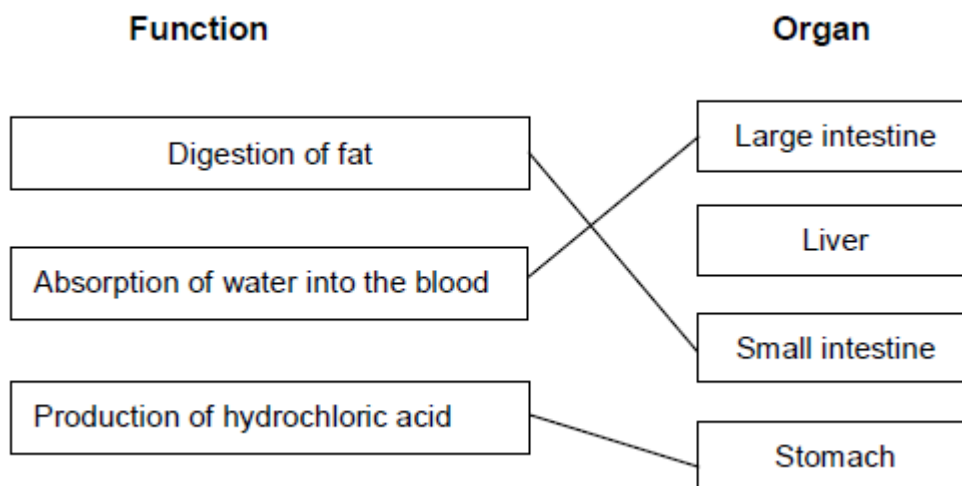 Function
Organ
Digestion of fat
Absorption of water into the blood
Production of hydrochloric acid
Large intestine
Liver
Small intestine
Stomach